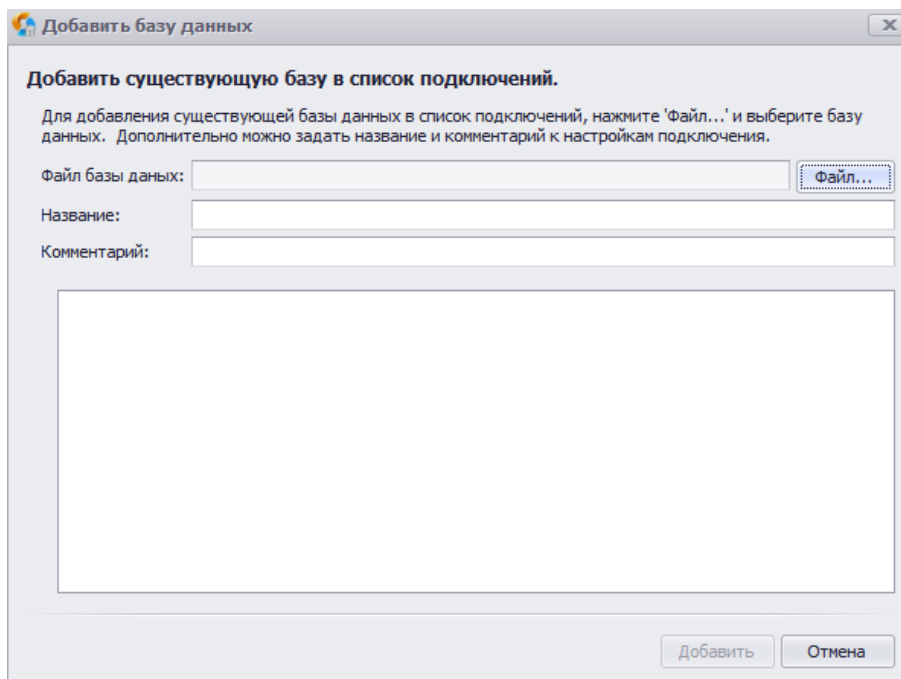 Добавить базу данных
Добавить существующую базу в список подключений.
Для добавления существующей базы данных в список подключений, нажмите 'Файл...' и выберите базу
данных.  Дополнительно можно задать название и комментарий к настройкам подключения.
Файл базы даных:
Файл...
Название:
Комментарий:
Добавить
Отмена